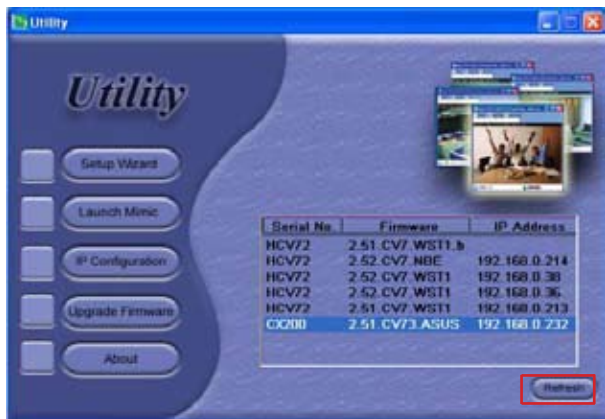 Utility
Utility
Setup Wizard
Launch Mimic
IP Configuration
Upgrade Firmware
About
Serial No. Firmware IP Address
HCV72 2.51.CV7.WST1.b
HCV72 2.52.CV7.NBE 192.168.0.214
HCV72 2.52.CV7.WST1 192.168.0.38
HCV72 2.52.CV7.WST1 192.168.0.36
HCV72 2.51.CV7.WST1 192.168.0.213
CX200 2.51.CV73.ASUS 192.168.0.232
Refresh